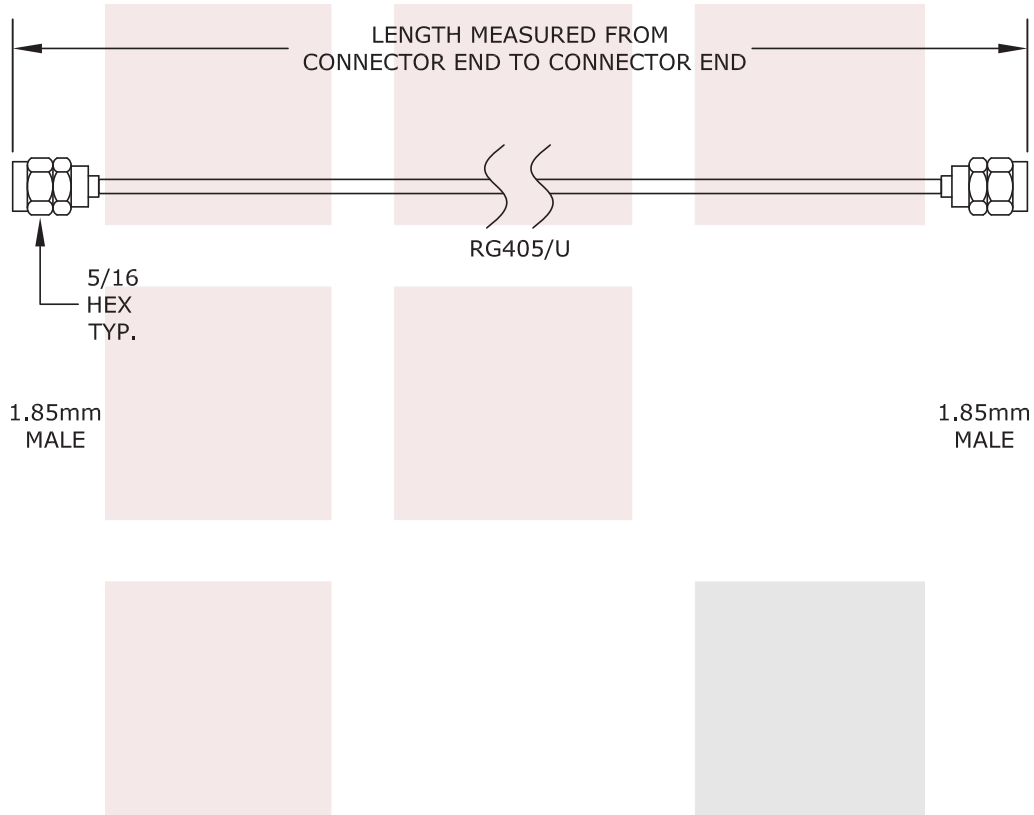 LENGTH MEASURED FROM
CONNECTOR END TO CONNECTOR END
RG405/U
5/16
HEX
TYP.
1.85mm
MALE
1.85mm
MALE